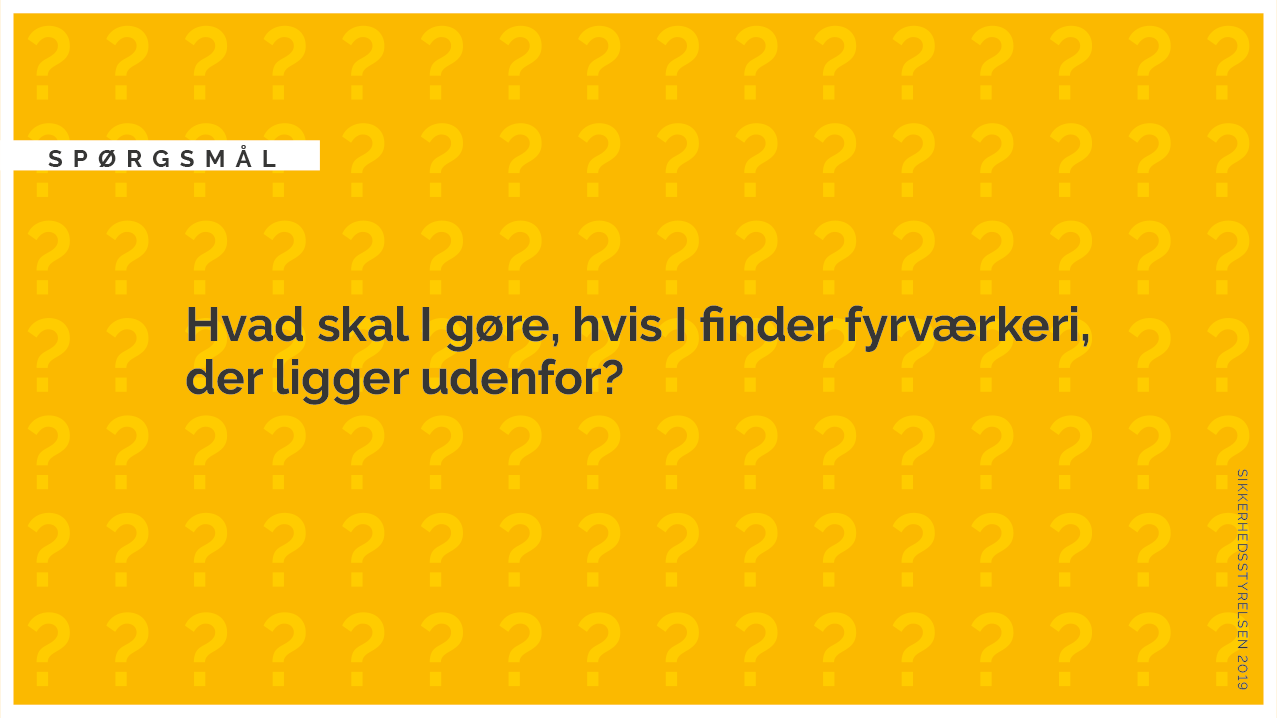 SPØRGSMÅL
Hvad skal I gøre, hvis I finder fyrværkeri,
der ligger udenfor?
SIKKERHEDSSTYRELSEN 2019